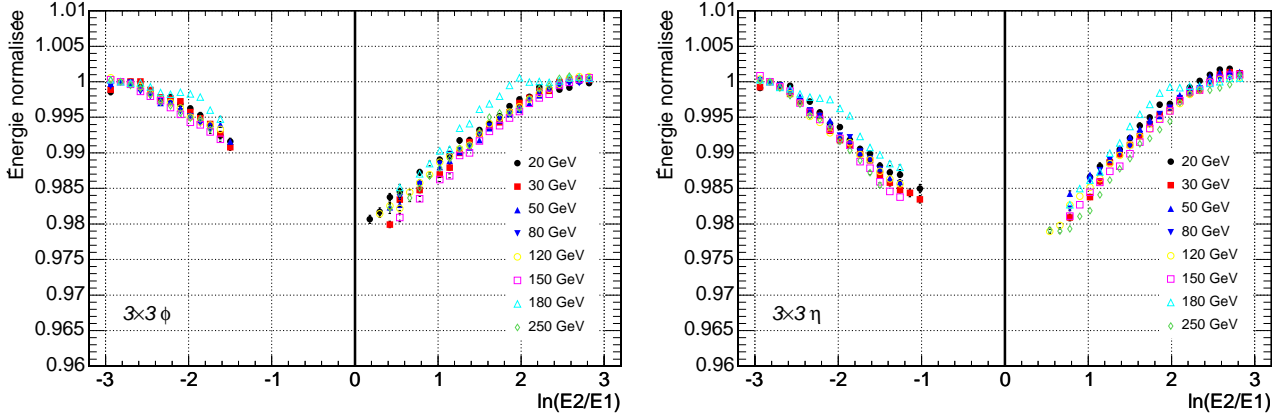 Énergie normalisée
1.01
1.005
1
0.995
0.99
0.985
0.98
0.975
0.97
0.965
0.96
-3 -2 -1 0 1 2 3
ln(E2/E1)
3×3 ϕ
20 GeV
30 GeV
50 GeV
80 GeV
120 GeV
150 GeV
180 GeV
250 GeV
Énergie normalisée
1.01
1.005
1
0.995
0.99
0.985
0.98
0.975
0.97
0.965
0.96
-3 -2 -1 0 1 2 3
ln(E2/E1)
3×3 η
20 GeV
30 GeV
50 GeV
80 GeV
120 GeV
150 GeV
180 GeV
250 GeV